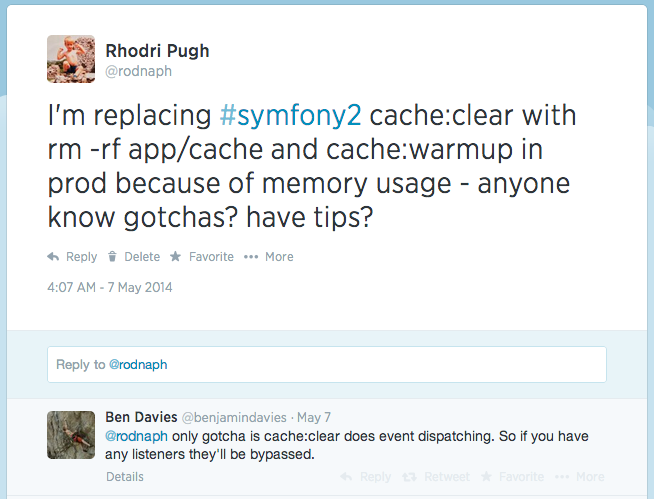 Rhodri Pugh
@rodnaph
I'm replacing #symfony2 cache:clear with
rm -rf app/cache and cache:warmup in
prod because of memory usage - anyone
know gotchas? have tips?
Reply Delete Favorite More
4:07 AM - 7 May 2014
Reply to @rodnaph
Ben Davies @benjamindavies · May 7
@rodnaph only gotcha is cache:clear does event dispatching. So if you have
any listeners they'll be bypassed.
Details Reply Retweet Favorite More